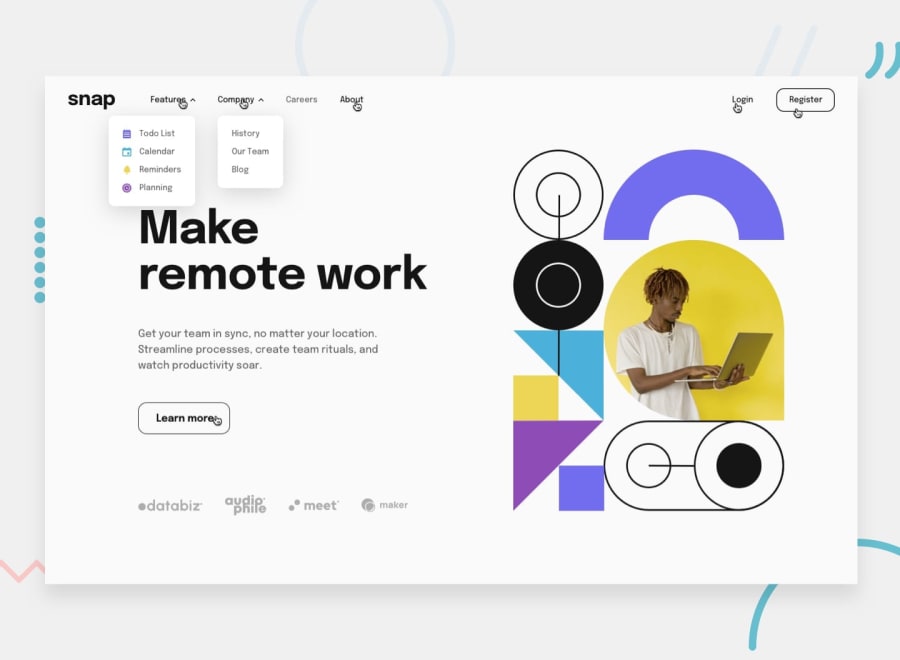 snap
Features
Company
Careers
About
Login
Register
Todo List
Calendar
Reminders
Planning
History
Our Team
Blog
Make
remote work
Get your team in sync, no matter your location.
Streamline processes, create team rituals, and
watch productivity soar.
Learn more
databiz
audio
phile
meet
maker